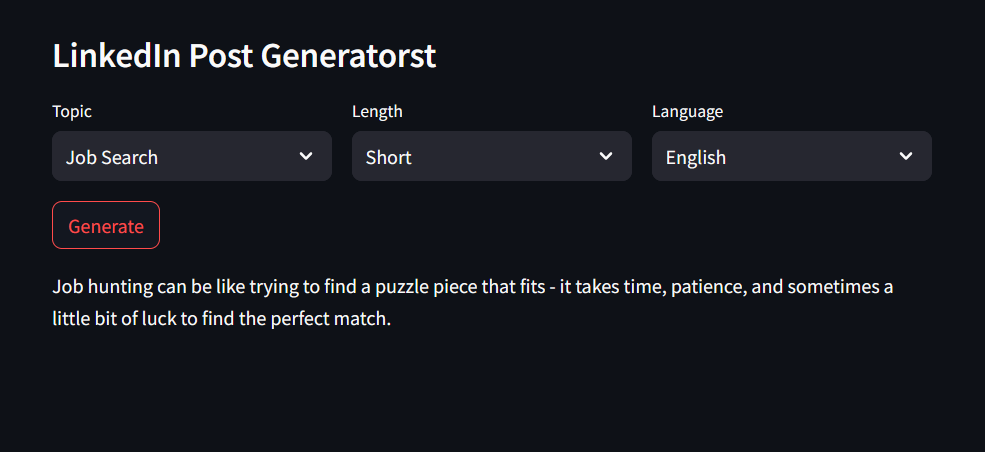 LinkedIn Post Generatorst
Topic
Length
Language
Job Search
Short
English
Generate
Job hunting can be like trying to find a puzzle piece that fits - it takes time, patience, and sometimes a
little bit of luck to find the perfect match.